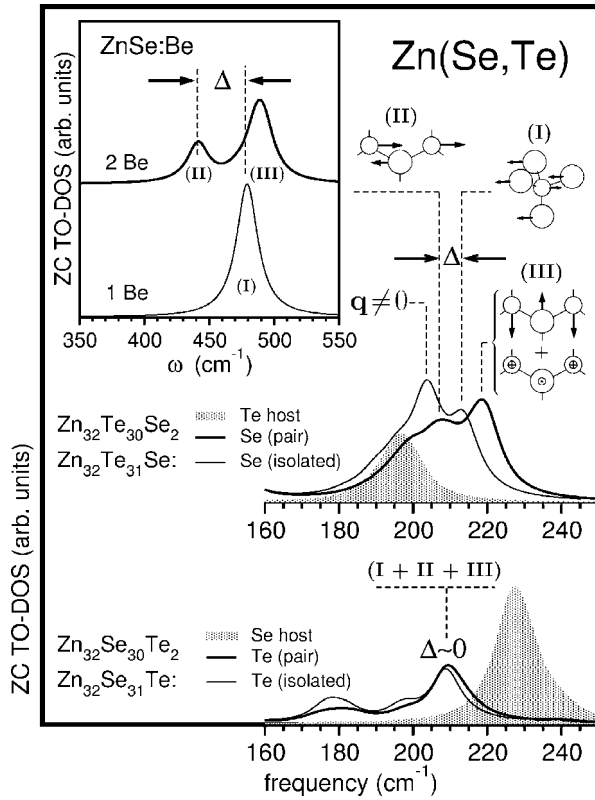 Zn(Se,Te)
ZC TO-DOS (arb. units)
ZnSe:Be
Δ
2 Be
(II)
(III)
1 Be
(I)
350 400 450 500 550
ω (cm⁻¹)
(II)
(I)
Δ
(III)
q ≠ 0
+
Te host
Zn₃₂Te₃₀Se₂ Se (pair)
Zn₃₂Te₃₁Se: Se (isolated)
160 180 200 220 240
ZC TO-DOS (arb. units)
(I + II + III)
Δ~0
Se host
Zn₃₂Se₃₀Te₂ Te (pair)
Zn₃₂Se₃₁Te: Te (isolated)
160 180 200 220 240
frequency (cm⁻¹)